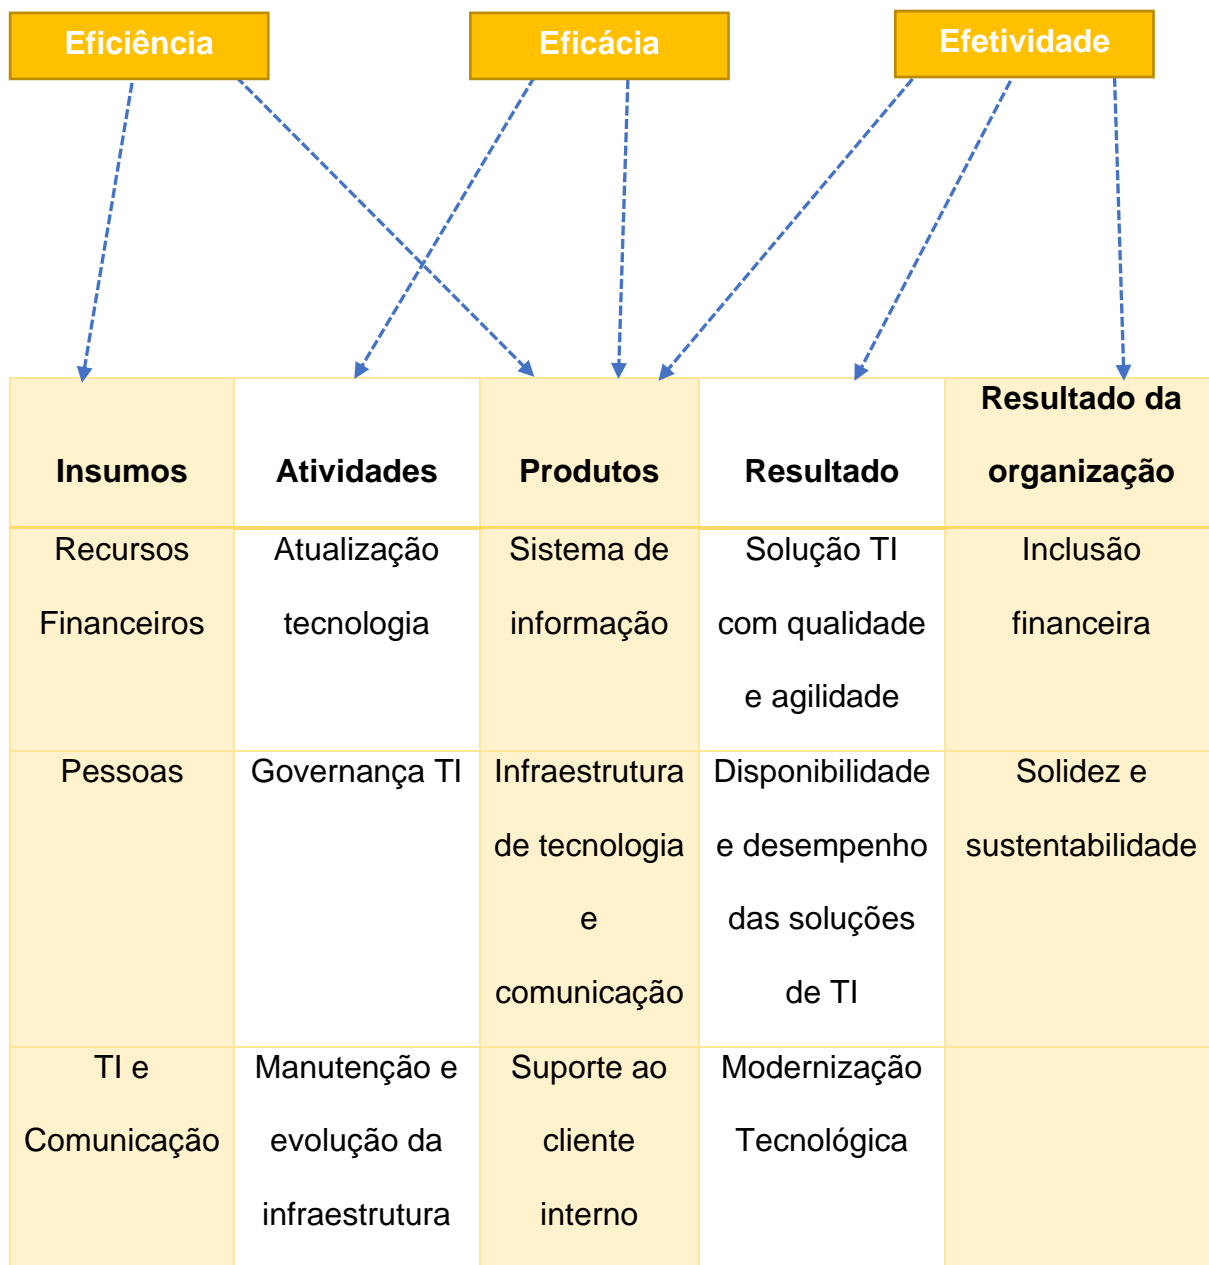 Eficiência
Eficácia
Efetividade
Insumos
Atividades
Produtos
Resultado
Resultado da
organização
Recursos
Financeiros
Atualização
tecnologia
Sistema de
informação
Solução TI
com qualidade
e agilidade
Inclusão
financeira
Pessoas
Governança TI
Infraestrutura
de tecnologia
e
comunicação
Disponibilidade
e desempenho
das soluções
de TI
Solidez e
sustentabilidade
TI e
Comunicação
Manutenção e
evolução da
infraestrutura
Suporte ao
cliente
interno
Modernização
Tecnológica